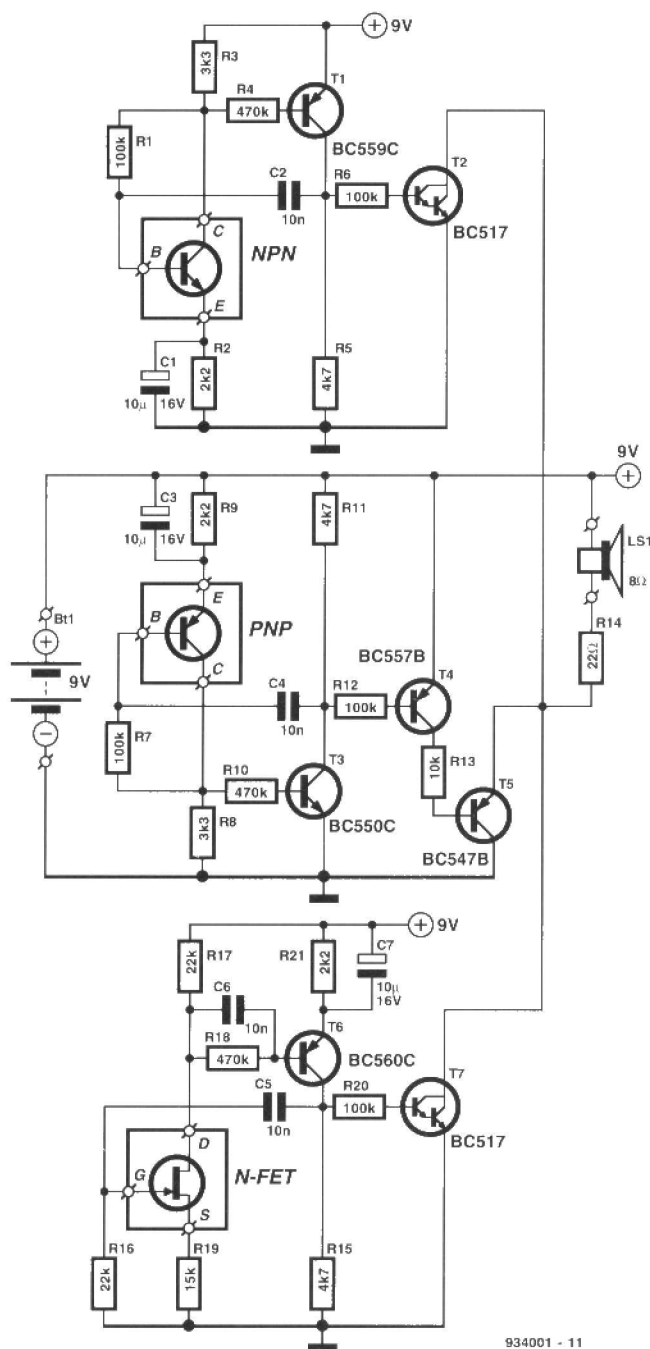 9V
R3
3k3
R4
470k
T1
BC559C
R1
100k
C2
10n
R6
100k
T2
BC517
C
B
NPN
E
C1
10µ
16V
R2
2k2
R5
4k7
9V
C3
10µ
16V
R9
2k2
R11
4k7
LS1
8Ω
Bt1
9V
E
B
PNP
C
C4
10n
R12
100k
BC557B
T4
R14
22Ω
R7
100k
R10
470k
T3
BC550C
R13
10k
T5
BC547B
R8
3k3
9V
R17
22k
R21
2k2
C7
10µ
16V
C6
10n
R18
470k
T6
BC560C
C5
10n
R20
100k
T7
BC517
D
G
N-FET
S
R16
22k
R19
15k
R15
4k7
934001 - 11